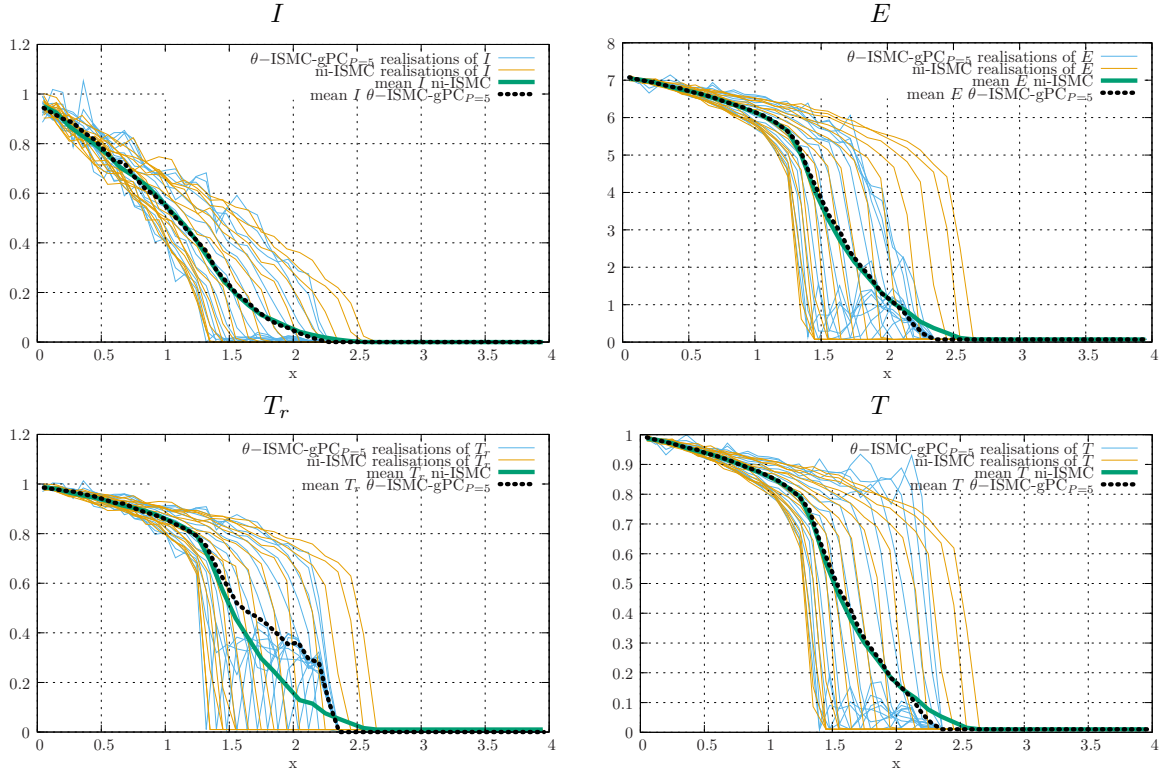 I
θ−ISMC-gPC_{P=5} realisations of I
ni-ISMC realisations of I
mean I ni-ISMC
mean I θ−ISMC-gPC_{P=5}
1.2
1
0.8
0.6
0.4
0.2
0
0 0.5 1 1.5 2 2.5 3 3.5 4
x
E
θ−ISMC-gPC_{P=5} realisations of E
ni-ISMC realisations of E
mean E ni-ISMC
mean E θ−ISMC-gPC_{P=5}
8
7
6
5
4
3
2
1
0
0 0.5 1 1.5 2 2.5 3 3.5 4
x
T_r
θ−ISMC-gPC_{P=5} realisations of T_r
ni-ISMC realisations of T_r
mean T_r ni-ISMC
mean T_r θ−ISMC-gPC_{P=5}
1.2
1
0.8
0.6
0.4
0.2
0
0 0.5 1 1.5 2 2.5 3 3.5 4
x
T
θ−ISMC-gPC_{P=5} realisations of T
ni-ISMC realisations of T
mean T ni-ISMC
mean T θ−ISMC-gPC_{P=5}
1
0.9
0.8
0.7
0.6
0.5
0.4
0.3
0.2
0.1
0
0 0.5 1 1.5 2 2.5 3 3.5 4
x